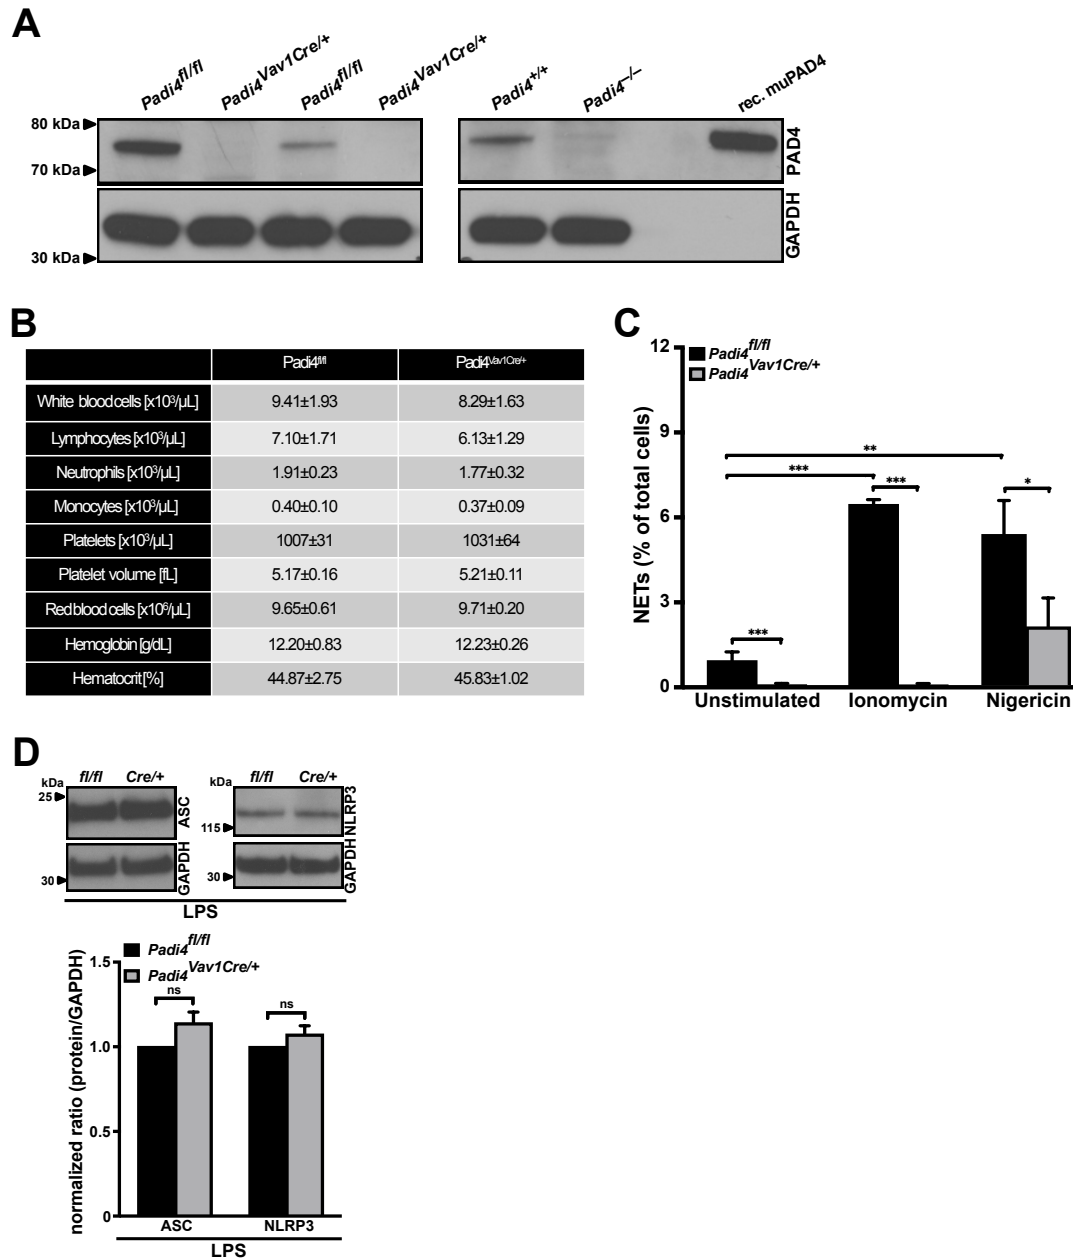 A
Padi4fl/fl Padi4Vav1Cre/+ Padi4fl/fl Padi4Vav1Cre/+ Padi4+/+ Padi4–/– rec. muPAD4
80 kDa
70 kDa
PAD4
30 kDa
GAPDH
B
Padi4fl/fl Padi4Vav1Cre/+
White blood cells [x10³/µL] 9.41±1.93 8.29±1.63
Lymphocytes [x10³/µL] 7.10±1.71 6.13±1.29
Neutrophils [x10³/µL] 1.91±0.23 1.77±0.32
Monocytes [x10³/µL] 0.40±0.10 0.37±0.09
Platelets [x10³/µL] 1007±31 1031±64
Platelet volume [fL] 5.17±0.16 5.21±0.11
Red blood cells [x10⁶/µL] 9.65±0.61 9.71±0.20
Hemoglobin [g/dL] 12.20±0.83 12.23±0.26
Hematocrit [%] 44.87±2.75 45.83±1.02
C
Padi4fl/fl
Padi4Vav1Cre/+
NETs (% of total cells)
12
9
6
3
0
**
***
***
*
***
Unstimulated Ionomycin Nigericin
D
kDa fl/fl Cre/+ kDa fl/fl Cre/+
25
ASC
115
NLRP3
30
GAPDH
30
GAPDH
LPS
Padi4fl/fl
Padi4Vav1Cre/+
normalized ratio (protein/GAPDH)
1.5
1.0
0.5
0
ns
ns
ASC NLRP3
LPS